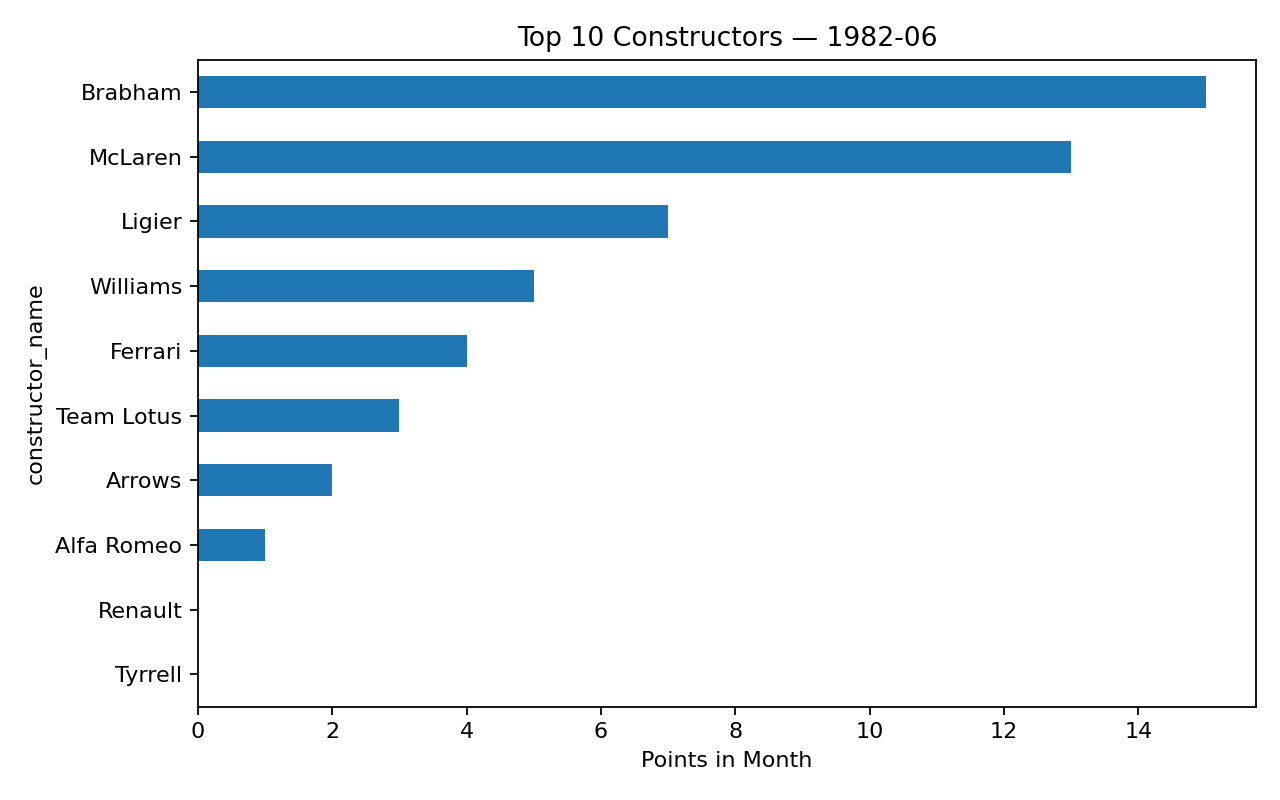 Top 10 Constructors — 1982-06
constructor_name
Brabham
McLaren
Ligier
Williams
Ferrari
Team Lotus
Arrows
Alfa Romeo
Renault
Tyrrell
0 2 4 6 8 10 12 14
Points in Month